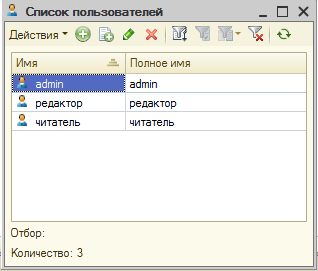 Список пользователей
Действия
Имя Полное имя
admin admin
редактор редактор
читатель читатель
Отбор:
Количество: 3